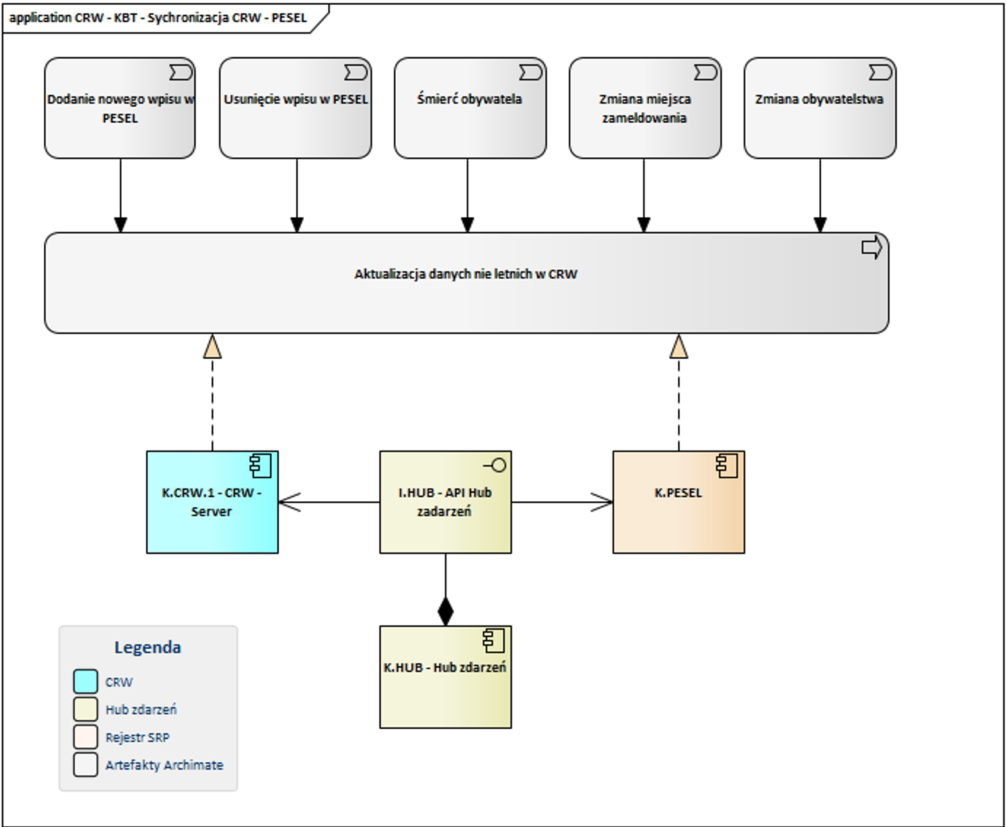 application CRW - KBT - Sychronizacja CRW - PESEL
Dodanie nowego wpisu w
PESEL
Usunięcie wpisu w PESEL
Śmierć obywatela
Zmiana miejsca
zameldowania
Zmiana obywatelstwa
Aktualizacja danych nie letnich w CRW
K.CRW.1 - CRW -
Server
I.HUB - API Hub
zadarzeń
K.PESEL
K.HUB - Hub zdarzeń
Legenda
CRW
Hub zdarzeń
Rejestr SRP
Artefakty Archimate